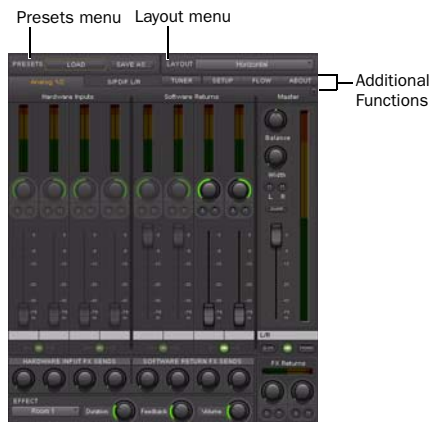 Presets menu Layout menu
PRESETS LOAD SAVE AS... LAYOUT Horizontal
Analog 1/2 S/PDIF L/R TUNER SETUP FLOW ABOUT
Additional
Functions
Hardware Inputs Software Returns Master
Balance
Width
L R
L/R
HARDWARE INPUT FX SENDS SOFTWARE RETURN FX SENDS FX Returns
EFFECT
Room 1 Duration Feedback Volume